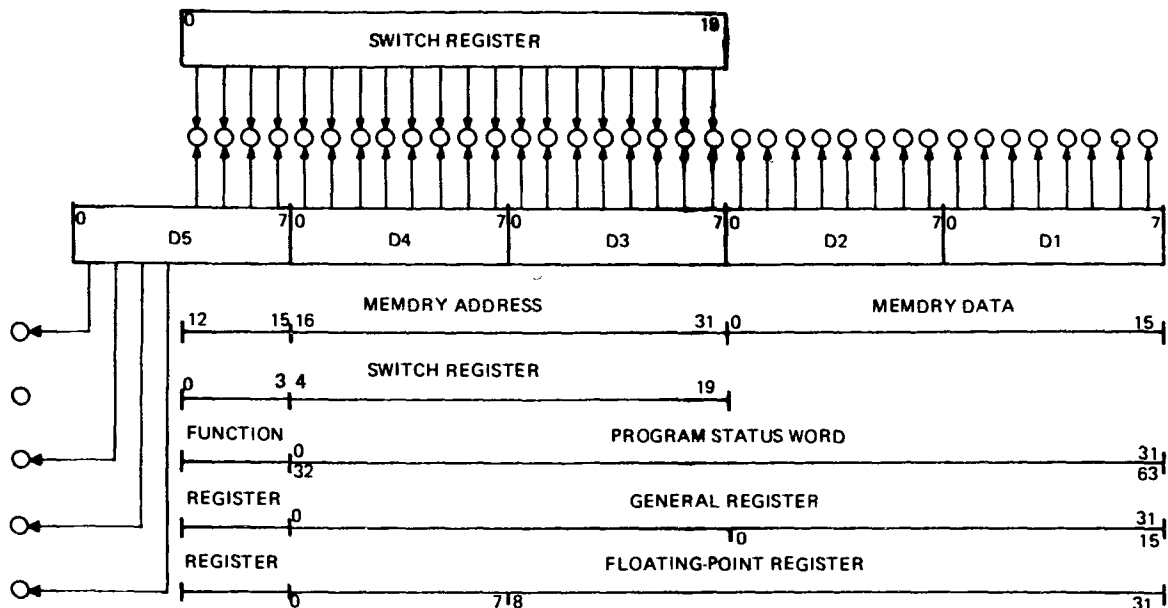 0 19
SWITCH REGISTER
0 7 0 7 0 7 0 7 0 7
D5 D4 D3 D2 D1
MEMDRY ADDRESS MEMDRY DATA
12 15 16 31 0 15
SWITCH REGISTER
0 3 4 19
FUNCTION PROGRAM STATUS WORD
0 31
32 63
REGISTER GENERAL REGISTER
0 31
0 15
REGISTER FLOATING-POINT REGISTER
0 7 8 31